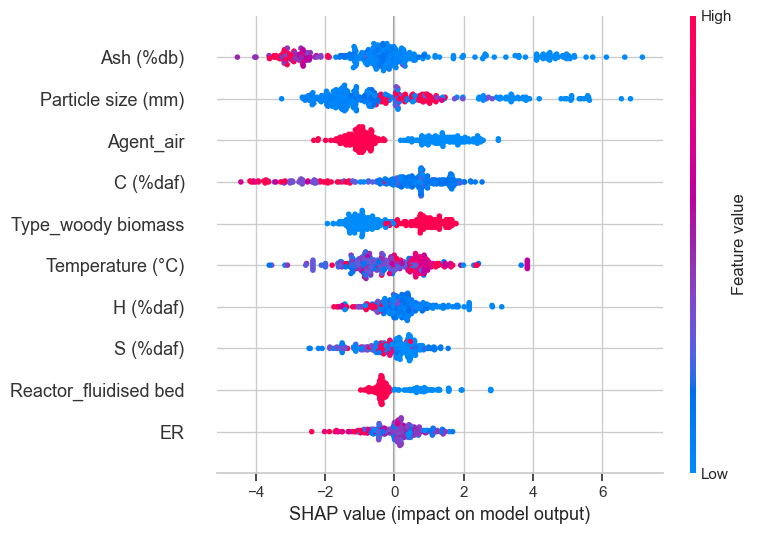 High
Ash (%db)
Particle size (mm)
Agent_air
C (%daf)
Type_woody biomass
Temperature (°C)
H (%daf)
S (%daf)
Reactor_fluidised bed
ER
Feature value
Low
−4 −2 0 2 4 6
SHAP value (impact on model output)